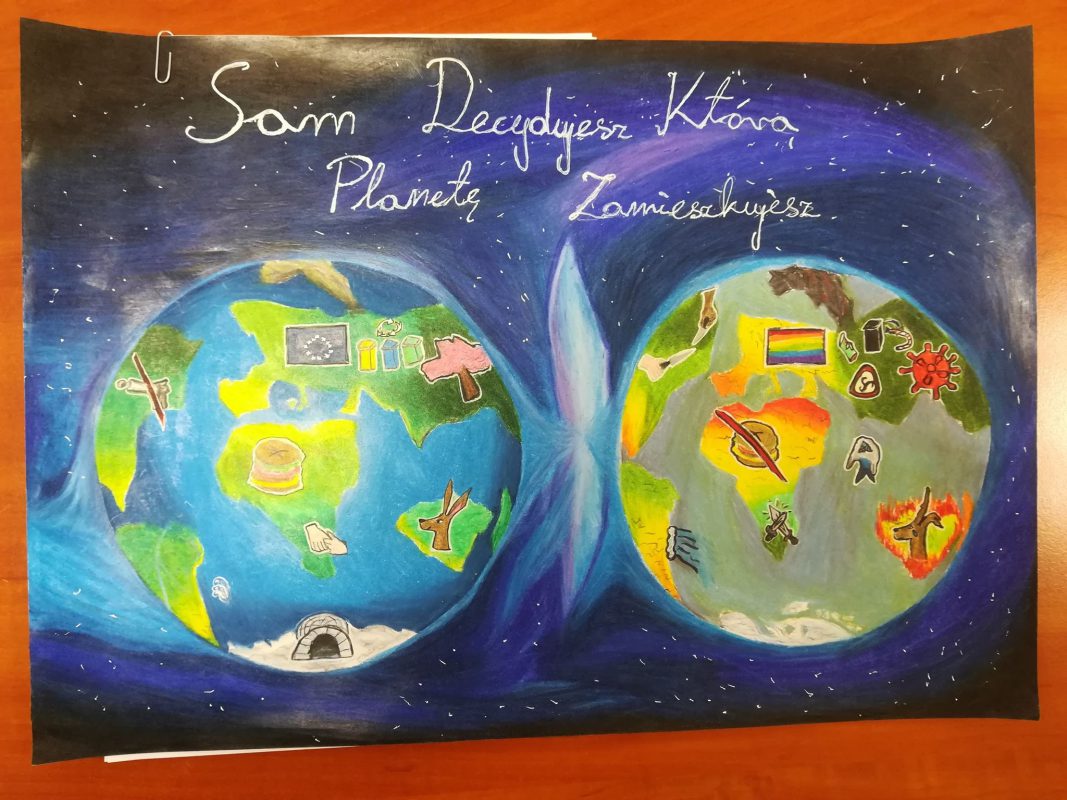 Sam Decydujesz Którą
Planetę Zamieszkujesz